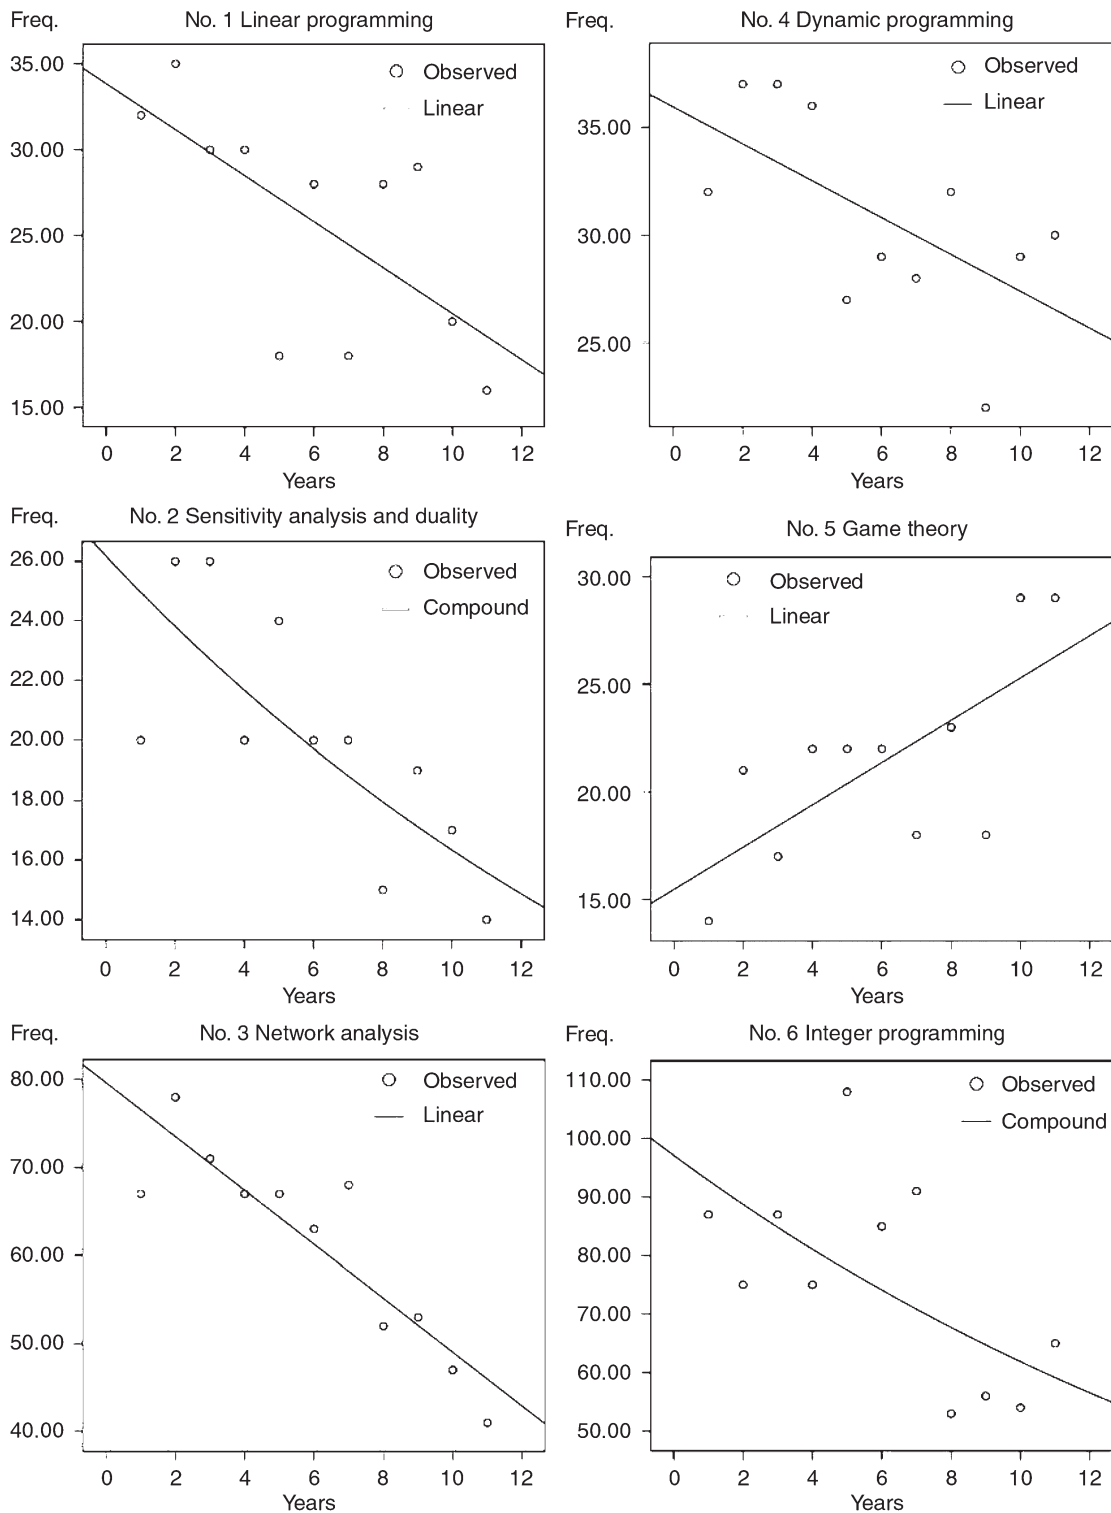 Freq.
No. 1 Linear programming
35.00
30.00
25.00
20.00
15.00
Observed
Linear
0 2 4 6 8 10 12
Years
Freq.
No. 4 Dynamic programming
35.00
30.00
25.00
Observed
Linear
0 2 4 6 8 10 12
Years
Freq.
No. 2 Sensitivity analysis and duality
26.00
24.00
22.00
20.00
18.00
16.00
14.00
Observed
Compound
0 2 4 6 8 10 12
Years
Freq.
No. 5 Game theory
30.00
25.00
20.00
15.00
Observed
Linear
0 2 4 6 8 10 12
Years
Freq.
No. 3 Network analysis
80.00
70.00
60.00
50.00
40.00
Observed
Linear
0 2 4 6 8 10 12
Years
Freq.
No. 6 Integer programming
110.00
100.00
90.00
80.00
70.00
60.00
50.00
Observed
Compound
0 2 4 6 8 10 12
Years